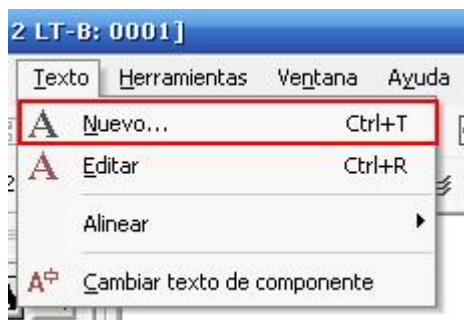 2 LT-B: 0001]
Texto Herramientas Ventana Ayuda
Nuevo... Ctrl+T
Editar Ctrl+R
Alinear
Cambiar texto de componente